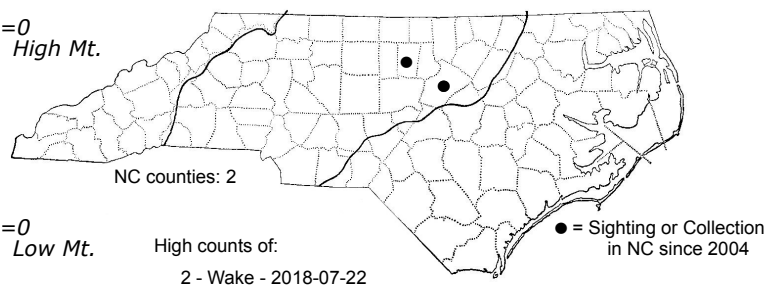 =0
High Mt.
NC counties: 2
=0
Low Mt.
High counts of:
2 - Wake - 2018-07-22
● = Sighting or Collection
in NC since 2004